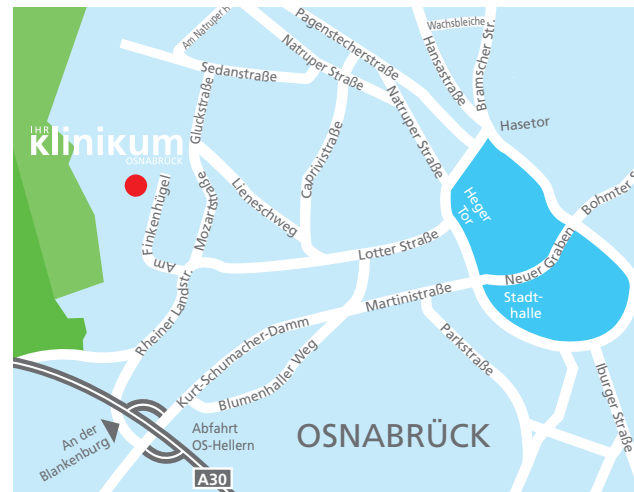 Wachsbleiche
Pagenstecherstraße
Hansastraße
Bramscher Str.
Am Natruper H
Natruper Straße
Sedanstraße
Gluckstraße
Natruper Straße
Hasetor
IHR
Klinikum
OSNABRÜCK
Caprivistraße
Lieneschweg
Finkenhügel
Am
Mozartstraße
Heger
Tor
Bohmter S
Lotter Straße
Neuer Graben
Rheiner Landstr.
Martinistraße
Stadt-
halle
Kurt-Schumacher-Damm
Blumenhaller Weg
Parkstraße
Iburger Straße
An der
Blankenburg
Abfahrt
OS-Hellern
OSNABRÜCK
A30